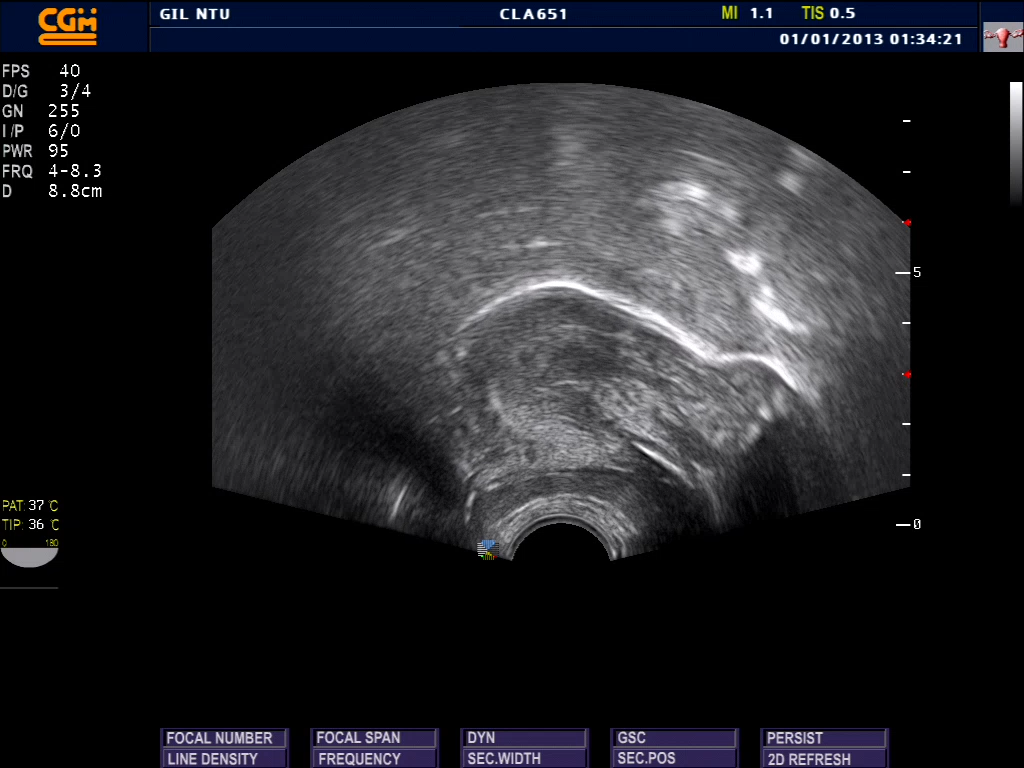 CGM
GIL NTU CLA651 MI 1.1 TIS 0.5
01/01/2013 01:34:21
FPS 40
D/G 3/4
GN 255
I/P 6/0
PWR 95
FRQ 4-8.3
D 8.8cm
5
PAT: 37 °C
TIP: 36 °C
0 180
0
FOCAL NUMBER FOCAL SPAN DYN GSC PERSIST
LINE DENSITY FREQUENCY SEC.WIDTH SEC.POS 2D REFRESH